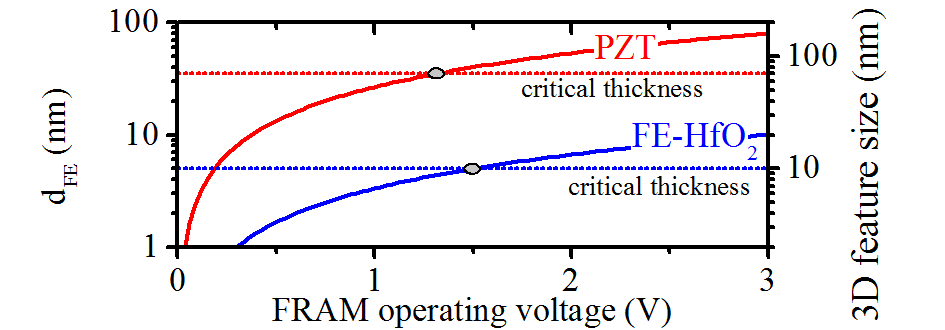 100
10
1
d_FE (nm)
PZT
critical thickness
FE-HfO₂
critical thickness
100
10
3D feature size (nm)
0
1
2
3
FRAM operating voltage (V)